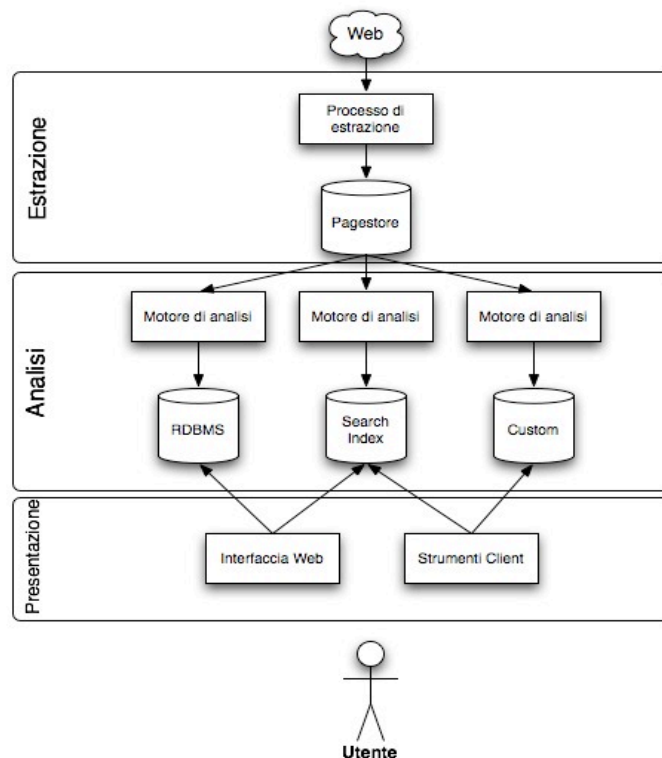 Web
Estrazione
Processo di
estrazione
Pagestore
Analisi
Motore di analisi
Motore di analisi
Motore di analisi
RDBMS
Search
Index
Custom
Presentazione
Interfaccia Web
Strumenti Client
Utente